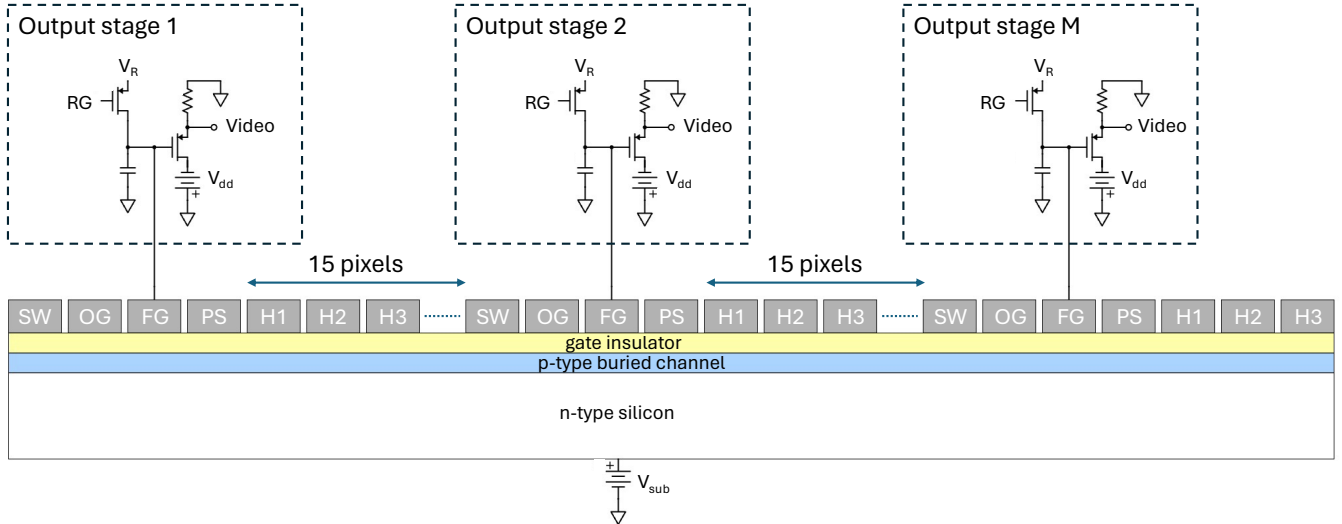 Output stage 1
Output stage 2
Output stage M
V_R
V_R
V_R
RG
RG
RG
Video
Video
Video
V_dd
V_dd
V_dd
+
+
+
15 pixels
15 pixels
SW OG FG PS H1 H2 H3 ........ SW OG FG PS H1 H2 H3 ........ SW OG FG PS H1 H2 H3
gate insulator
p-type buried channel
n-type silicon
+
V_sub